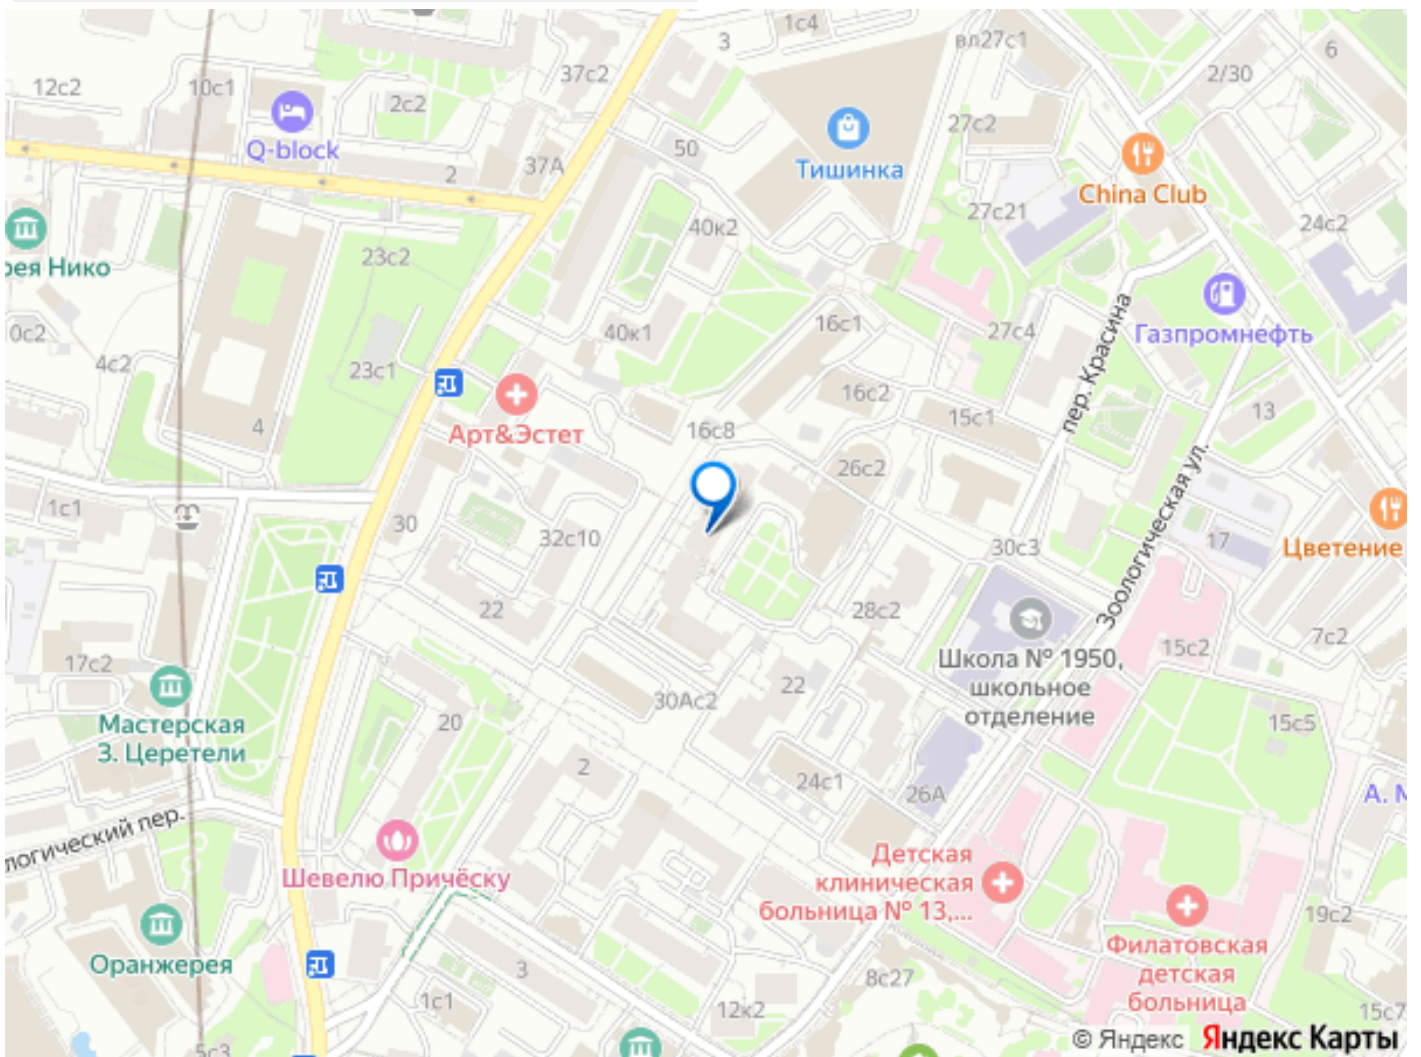 1с4
3
вл27с1
6
37с2
2/30
12с2
10с1
2с2
27с2
Q-block
50
37А
Тишинка
2
China Club
27с21
24с2
40к2
рея Нико
23с2
Газпромнефть
0с2
40к1
16с1
27с4
пер. Красина
4с2
23с1
16с2
13
15с1
4
Арт&Эстет
16с8
26с2
1с1
30
32с10
30с3
17
Цветение
Зоологическая ул.
22
28с2
7с2
17с2
Школа № 1950,
школьное
отделение
15с2
22
30Ас2
20
15с5
Мастерская
З. Церетели
2
24с1
26А
А. М
логический пер.
Детская
клиническая
больница № 13,...
Шевелю Причёску
19с2
Филатовская
детская
больница
Оранжерея
3
8с27
1с1
12к2
15с7
5с3
© Яндекс Яндекс Карты